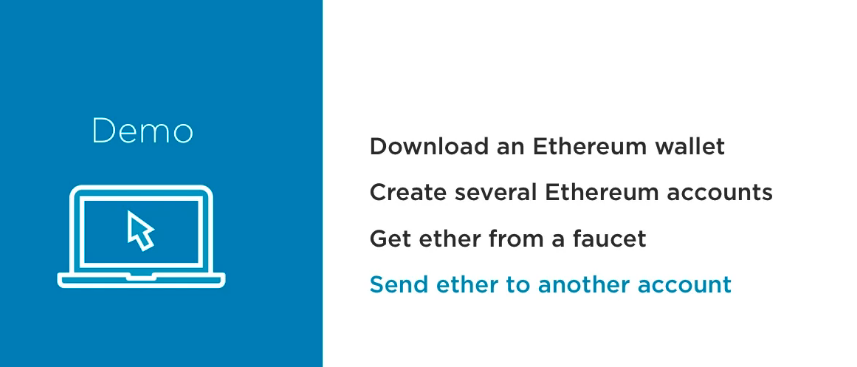 Demo
Download an Ethereum wallet
Create several Ethereum accounts
Get ether from a faucet
Send ether to another account